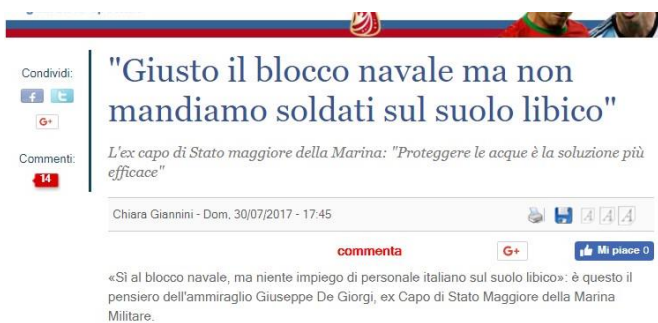 "Giusto il blocco navale ma non
mandiamo soldati sul suolo libico"
L'ex capo di Stato maggiore della Marina: "Proteggere le acque è la soluzione più
efficace"
Condividi:
G+
Commenti:
14
Chiara Giannini - Dom, 30/07/2017 - 17:45
A A A
commenta
G+
Mi piace 0
«Sì al blocco navale, ma niente impiego di personale italiano sul suolo libico»: è questo il
pensiero dell'ammiraglio Giuseppe De Giorgi, ex Capo di Stato Maggiore della Marina
Militare.